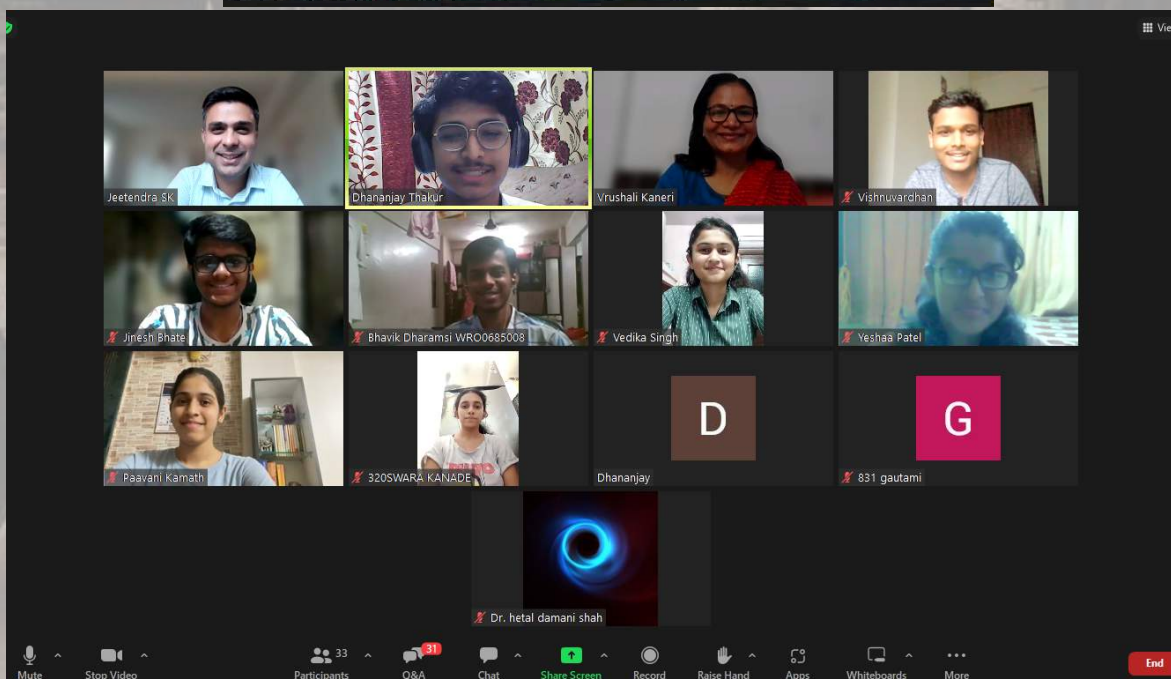 View
Jeetendra SK
Dhananjay Thakur
Vrushali Kaneri
Vishnuvardhan
Jinesh Bhate
Bhavik Dharamsi WRO0685008
Vedika Singh
Yeshaa Patel
Paavani Kamath
320SWARA KANADE
D
Dhananjay
G
831 gautami
Dr. hetal damani shah
Mute
Stop Video
33
Participants
31
Q&A
Chat
Share Screen
Record
Raise Hand
Apps
Whiteboards
More
End